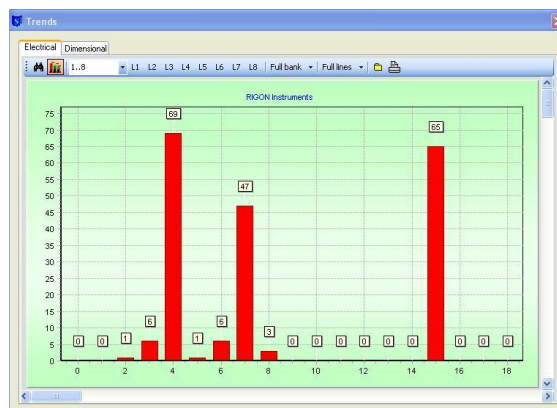 Trends
Electrical Dimensional
1..8 L1 L2 L3 L4 L5 L6 L7 L8 Full bank Full lines
RIGON Instruments
75
70
65
60
55
50
45
40
35
30
25
20
15
10
5
0
0 0 1 6 69 1 6 47 3 0 0 0 0 0 0 65 0 0 0
0 2 4 6 8 10 12 14 16 18